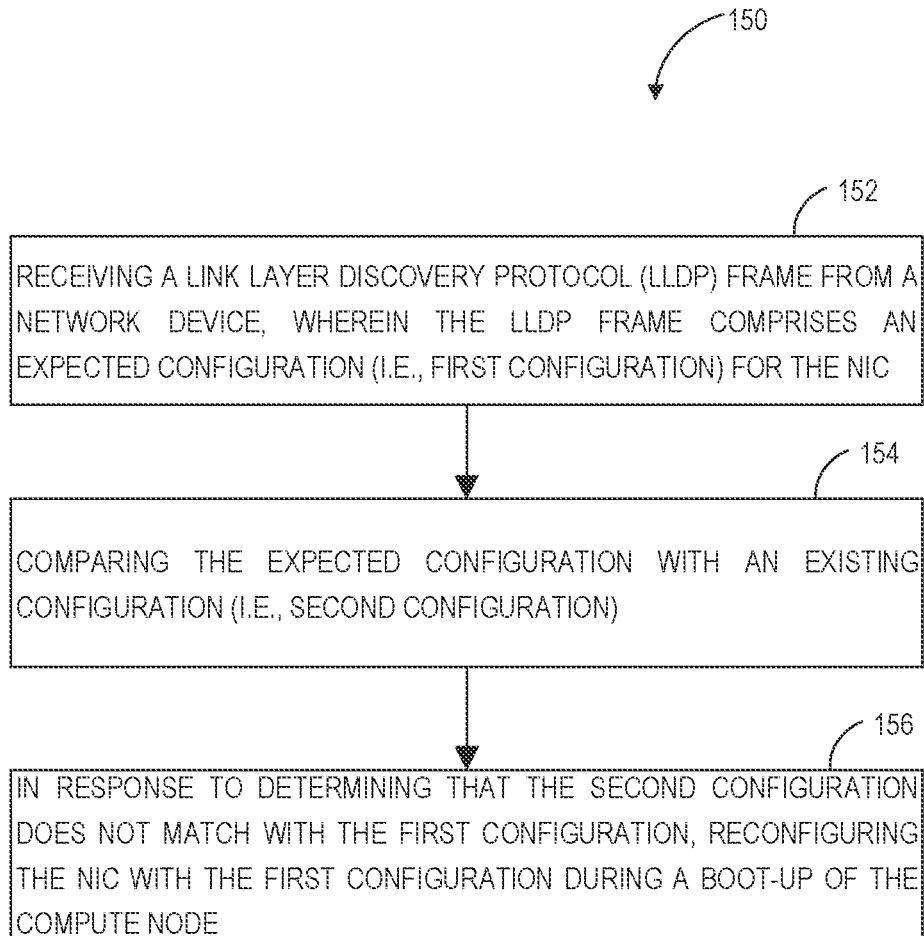 150
152
RECEIVING A LINK LAYER DISCOVERY PROTOCOL (LLDP) FRAME FROM A
NETWORK DEVICE, WHEREIN THE LLDP FRAME COMPRISES AN
EXPECTED CONFIGURATION (I.E., FIRST CONFIGURATION) FOR THE NIC
154
COMPARING THE EXPECTED CONFIGURATION WITH AN EXISTING
CONFIGURATION (I.E., SECOND CONFIGURATION)
156
IN RESPONSE TO DETERMINING THAT THE SECOND CONFIGURATION
DOES NOT MATCH WITH THE FIRST CONFIGURATION, RECONFIGURING
THE NIC WITH THE FIRST CONFIGURATION DURING A BOOT-UP OF THE
COMPUTE NODE